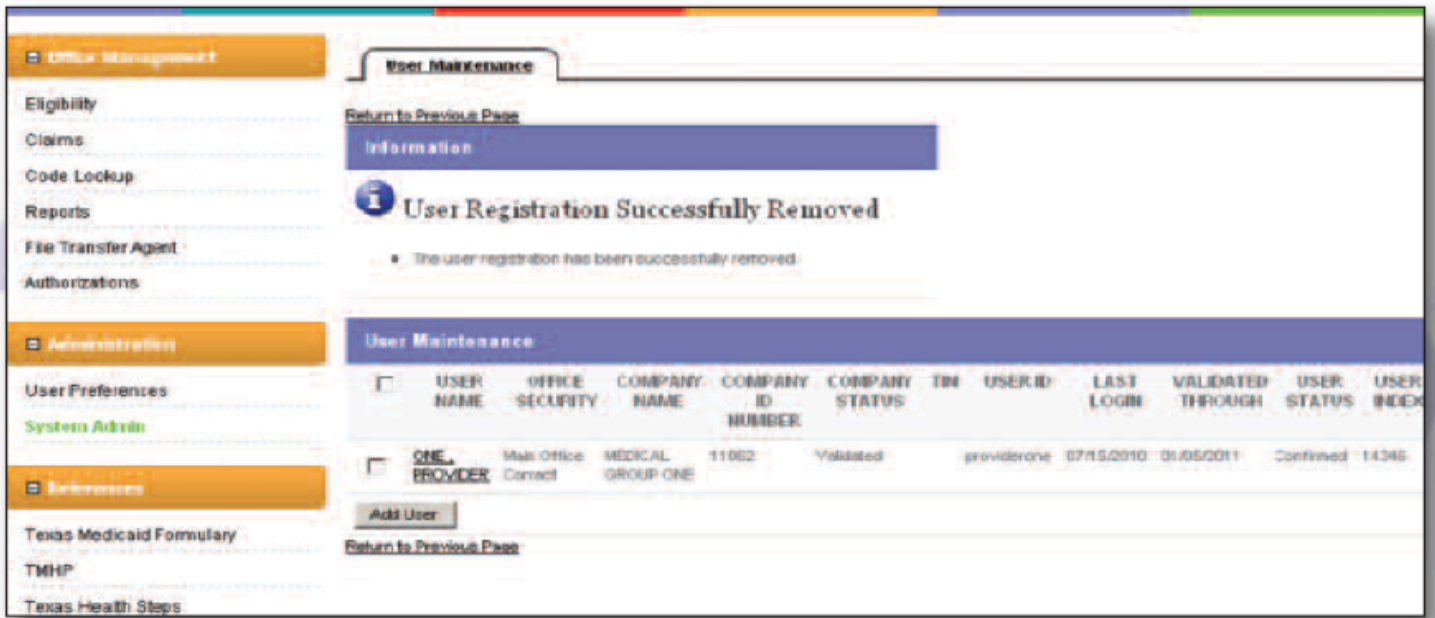 Office Management
Eligibility
Claims
Code Lookup
Reports
File Transfer Agent
Authorizations
Administration
User Preferences
System Admin
References
Texas Medicaid Formulary
TMHP
Texas Health Steps
User Maintenance
Return to Previous Page
Information
User Registration Successfully Removed
The user registration has been successfully removed.
User Maintenance
USER NAME OFFICE SECURITY COMPANY NAME COMPANY ID NUMBER COMPANY STATUS TIN USER ID LAST LOGIN VALIDATED THROUGH USER STATUS USER INDEX
ONE, PROVIDER Main Office Contact MEDICAL GROUP ONE 11062 Validated providerone 07/15/2010 01/05/2011 Confirmed 14346
Add User
Return to Previous Page